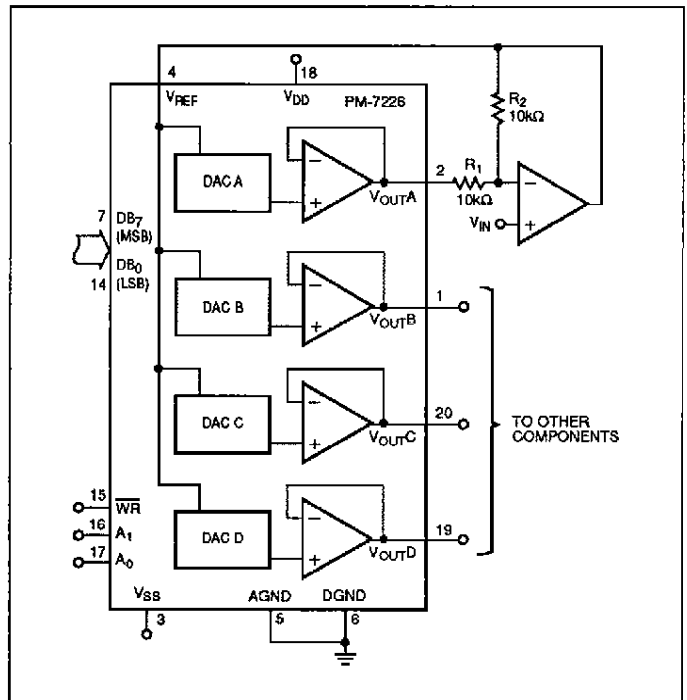 4
18
VREF
VDD
PM-7226
R2
10kΩ
DAC A
−
+
VOUTA
2
R1
10kΩ
−
+
VIN
7
DB7
(MSB)
DB0
14
(LSB)
DAC B
−
+
VOUTB
1
DAC C
−
+
VOUTC
20
TO OTHER
COMPONENTS
15
WR
16
A1
17
A0
DAC D
−
+
VOUTD
19
VSS
AGND
DGND
3
5
6